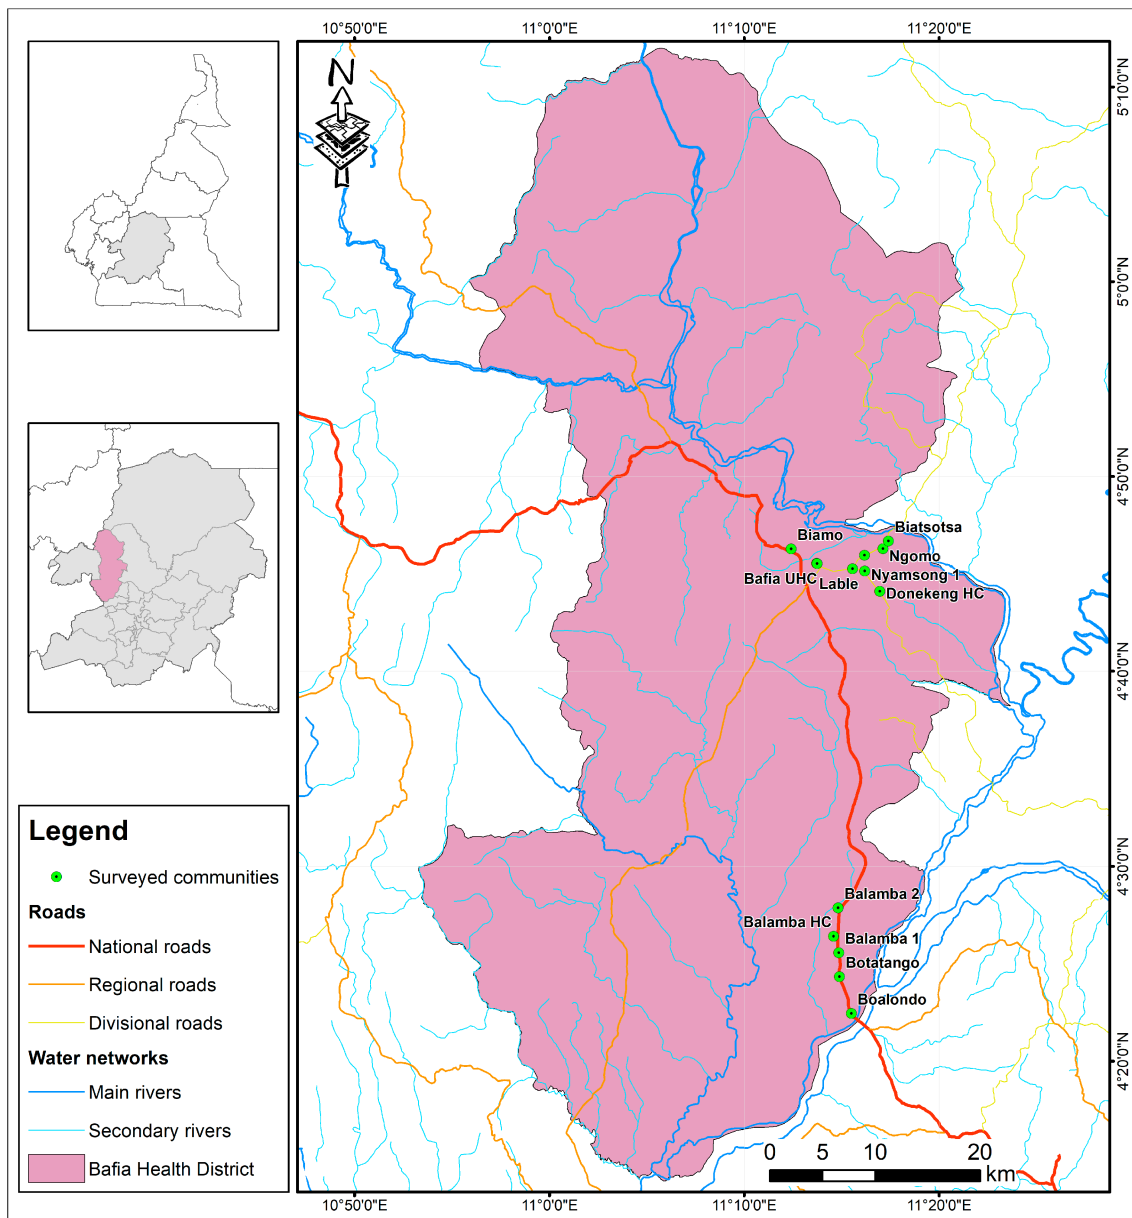 10°50'0"E 11°0'0"E 11°10'0"E 11°20'0"E
N
5°10'0"N
5°0'0"N
4°50'0"N
4°40'0"N
4°30'0"N
4°20'0"N
Biatsotsa
Biamo
Ngomo
Bafia UHC
Lable
Nyamsong 1
Donekeng HC
Balamba 2
Balamba HC
Balamba 1
Botatango
Boalondo
Legend
Surveyed communities
Roads
National roads
Regional roads
Divisional roads
Water networks
Main rivers
Secondary rivers
Bafia Health District
0 5 10 20
km
10°50'0"E 11°0'0"E 11°10'0"E 11°20'0"E